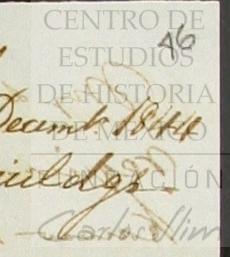 CENTRO DE
46
ESTUDIOS
DE HISTORIA
Decemb. 1844
DE MÉXICO
FUNDACIÓN
Carlos Slim